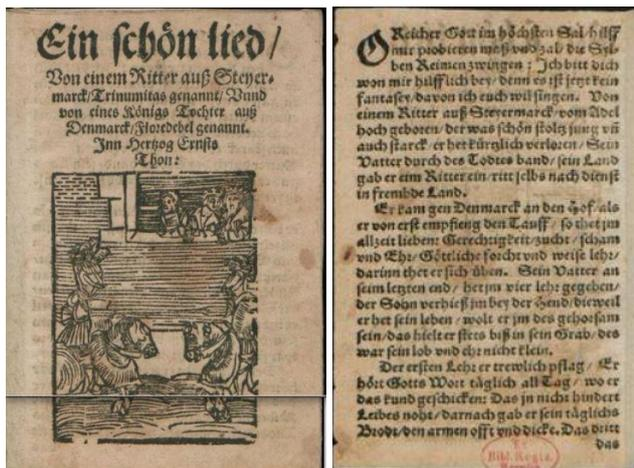 Ein schön lied/
Von einem Ritter auß Steyer-
marck/Trinumitas genannt/Vund
von eines Königs Tochter auß
Denmarck/Floredebel genannt.
Inn Hertzog Ernsts
Thon:
O Reicher Gott im höchsten Sal/hilff
mir probieren maß vnd zal/die Syl-
ben Reimen zwingen: Ich bitt dich
won mir hilfflich bey/denn es ist jetzt kein
fantasey/davon ich euch wil singen. Von
einem Ritter auß Steyermarck/vom Adel
hoch geboren/der was schön stoltz jung vñ
auch starck/er het kürtzlich verloren/Sein
Vatter durch des Todtes band/sein Land
gab er eim Ritter ein/ritt selbs nach dienst
in frembde Land.
Er kam gen Denmarck an den Hof/als
er von erst empfieng den Tauff/so thet jm
allzeit lieben: Gerechtigkeit/zucht/scham
vnd Ehr/Göttliche forcht vnd weise lehr/
darinn thet er sich üben. Sein Vatter an
seim letzten end/het jm vier lehr gegeben/
der Sohn verhieß jm bey der Hend/dieweil
er het sein leben/wolt er jm des gehorsam
sein/das hielt er stets biß in sein Grab/des
war sein lob vnd ehr nicht klein.
Der ersten Lehr er trewlich pflag/Er
hört Gotts Wort täglich all Tag/wo er
das kund geschicken: Das jn nicht hindert
Leibes noht/darnach gab er sein täglichs
Brodt/den armen offt vnd dicke. Das dritt
das
Bibl. Regia.